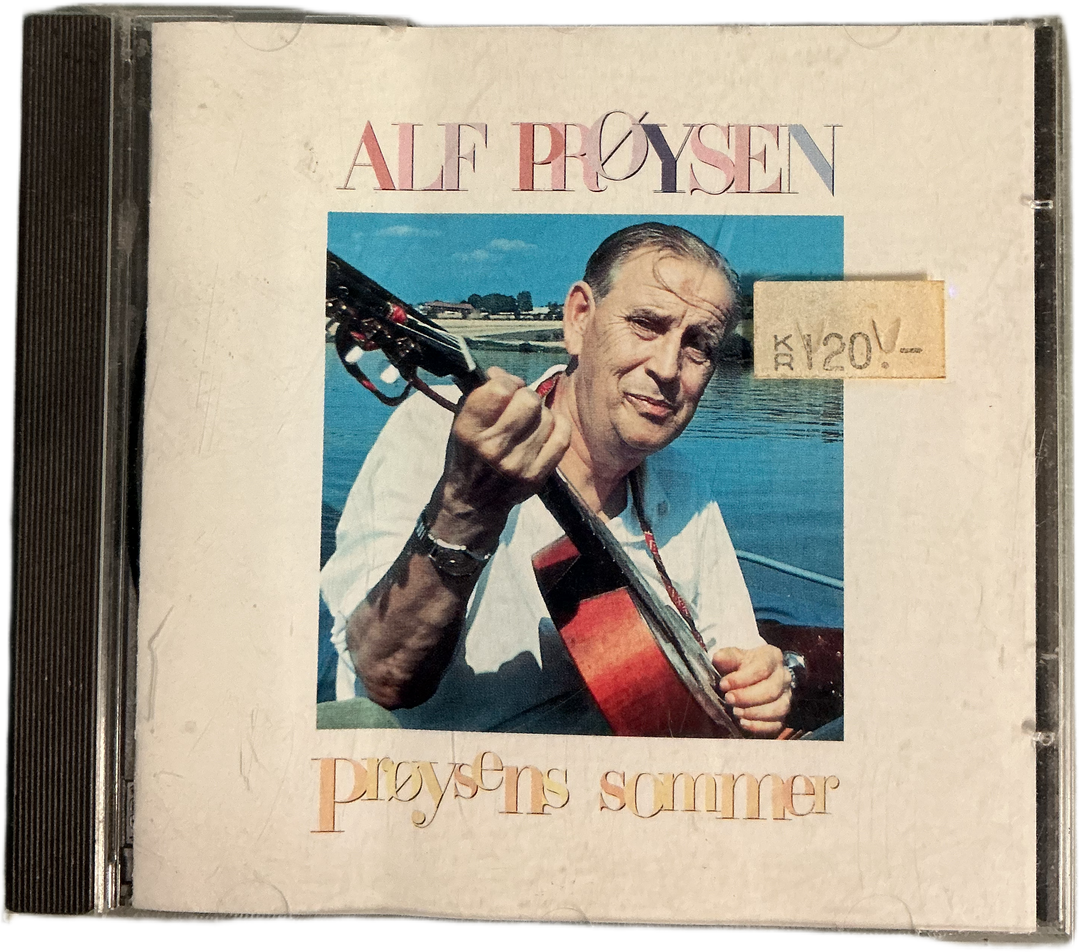 ALF PRØYSEN
KR 120.-
prøysens sommer